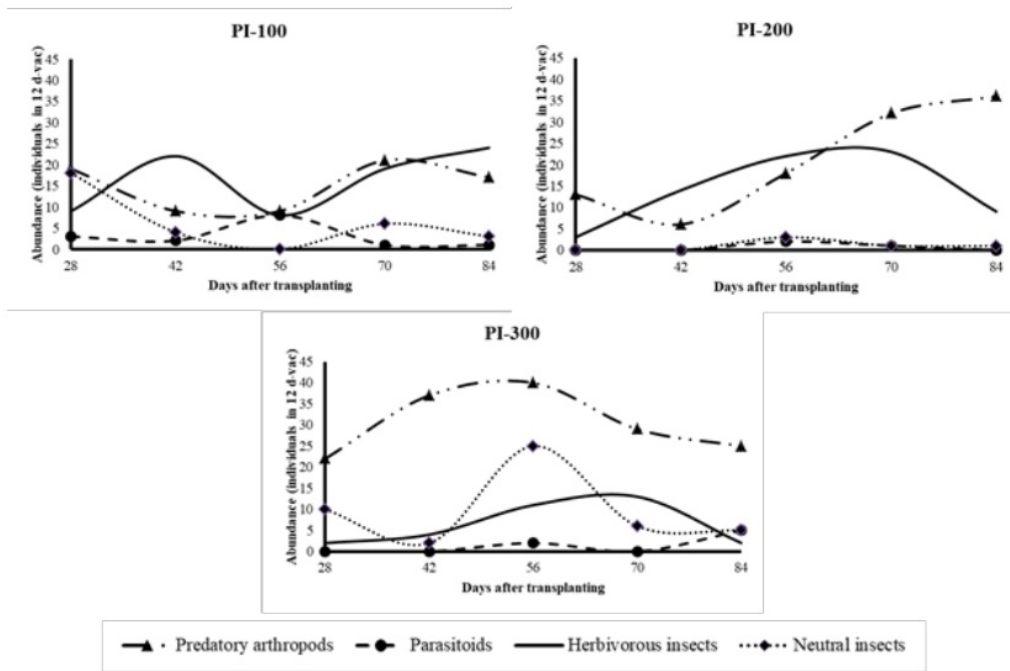 PI-100
Abundance (individuals in 12 d-vac)
45
40
35
30
25
20
15
10
5
0
28 42 56 70 84
Days after transplanting
PI-200
Abundance (individuals in 12 d-vac)
45
40
35
30
25
20
15
10
5
0
28 42 56 70 84
Days after transplanting
PI-300
Abundance (individuals in 12 d-vac)
45
40
35
30
25
20
15
10
5
0
28 42 56 70 84
Days after transplanting
Predatory arthropods Parasitoids Herbivorous insects Neutral insects